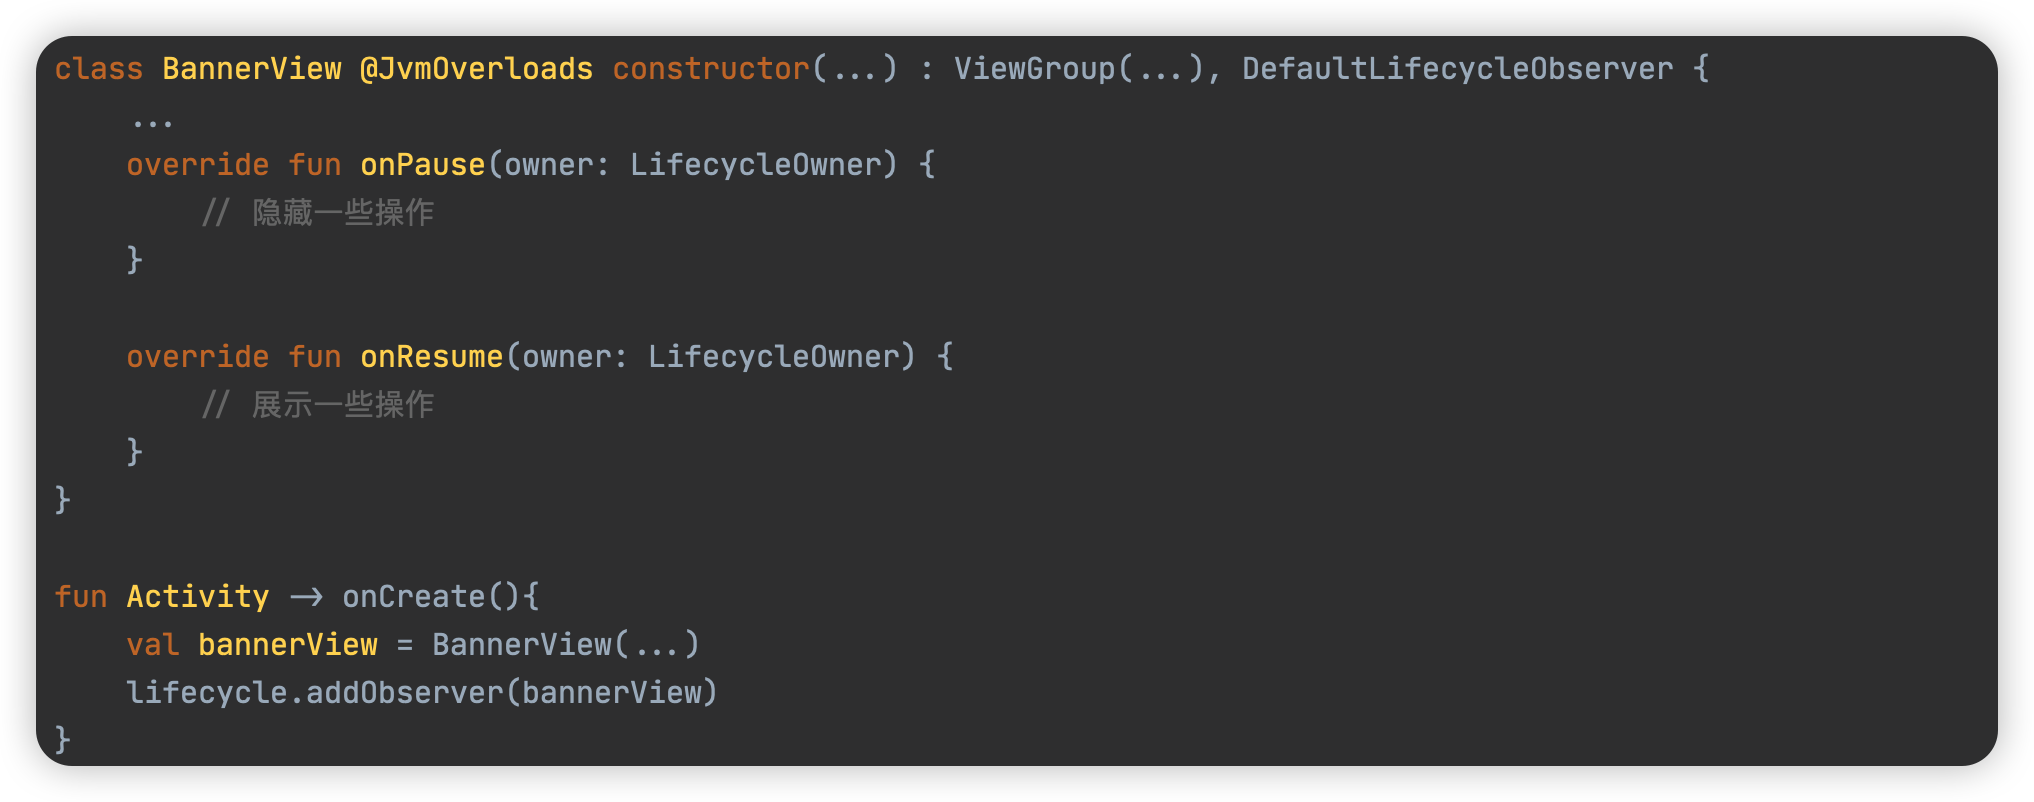 class BannerView @JvmOverloads constructor(...) : ViewGroup(...), DefaultLifecycleObserver {
    ...
    override fun onPause(owner: LifecycleOwner) {
        // 隐藏一些操作
    }

    override fun onResume(owner: LifecycleOwner) {
        // 展示一些操作
    }
}

fun Activity -> onCreate(){
    val bannerView = BannerView(...)
    lifecycle.addObserver(bannerView)
}